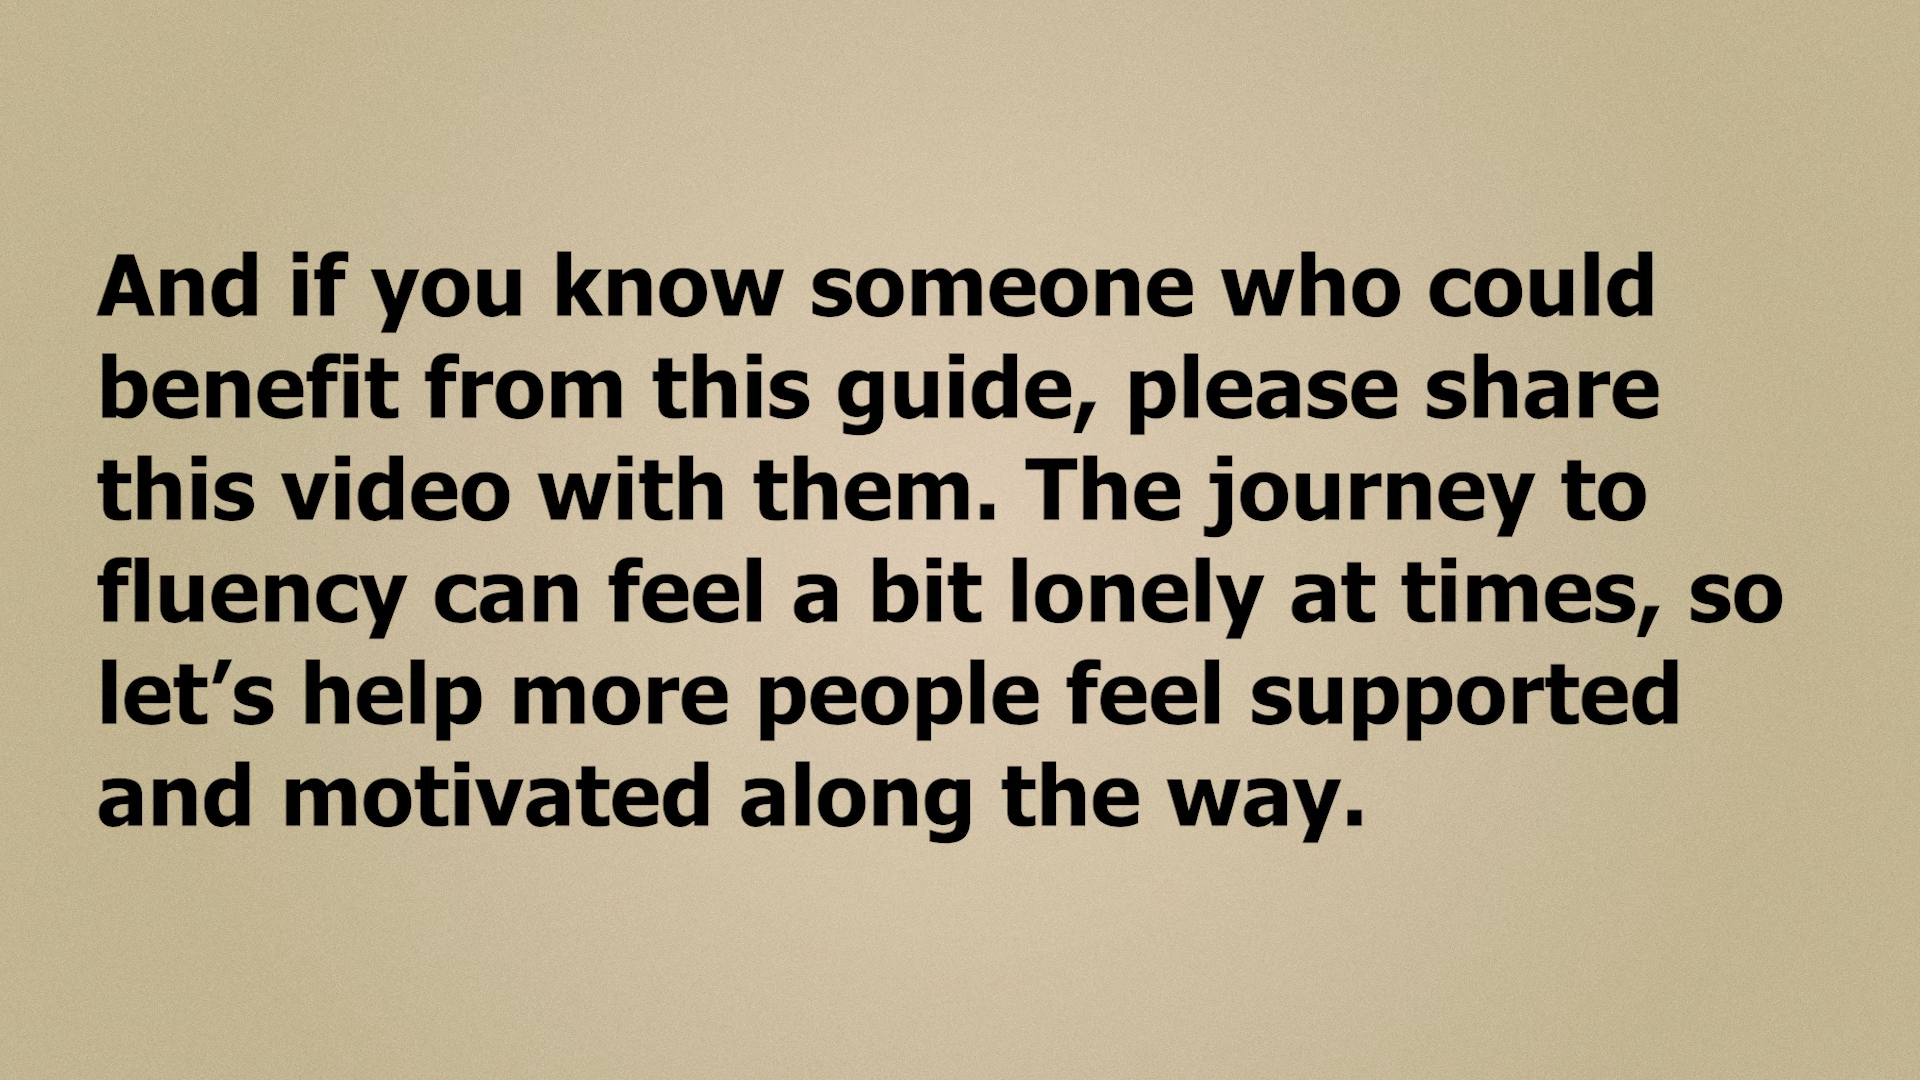 And if you know someone who could
benefit from this guide, please share
this video with them. The journey to
fluency can feel a bit lonely at times, so
let’s help more people feel supported
and motivated along the way.